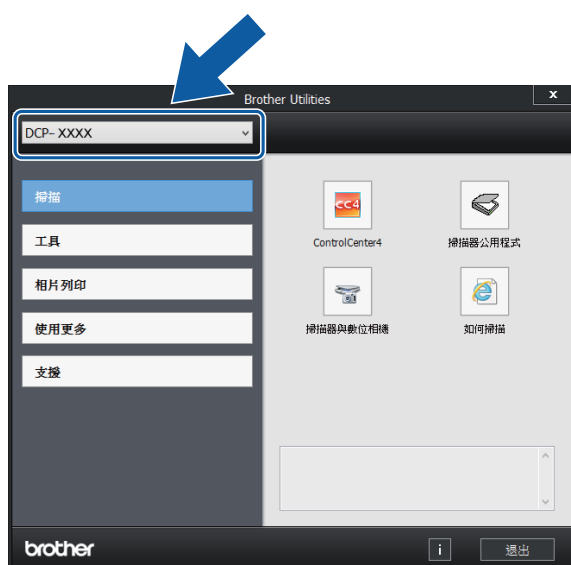 Brother Utilities
x
DCP- XXXX
掃描
工具
相片列印
使用更多
支援
CC4
ControlCenter4
掃描器公用程式
掃描器與數位相機
如何掃描
brother
i
退出